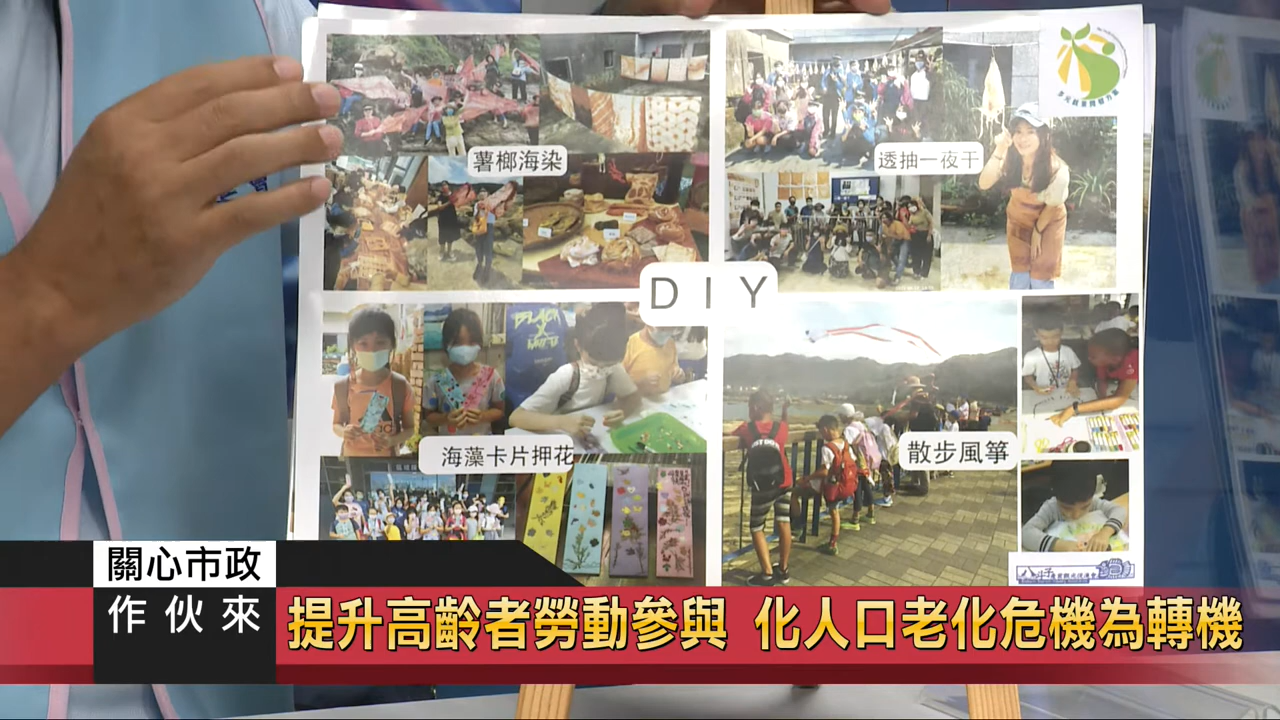 薯榔海染
透抽一夜干
DIY
海藻卡片押花
散步風箏
關心市政
作伙來
提升高齡者勞動參與 化人口老化危機為轉機